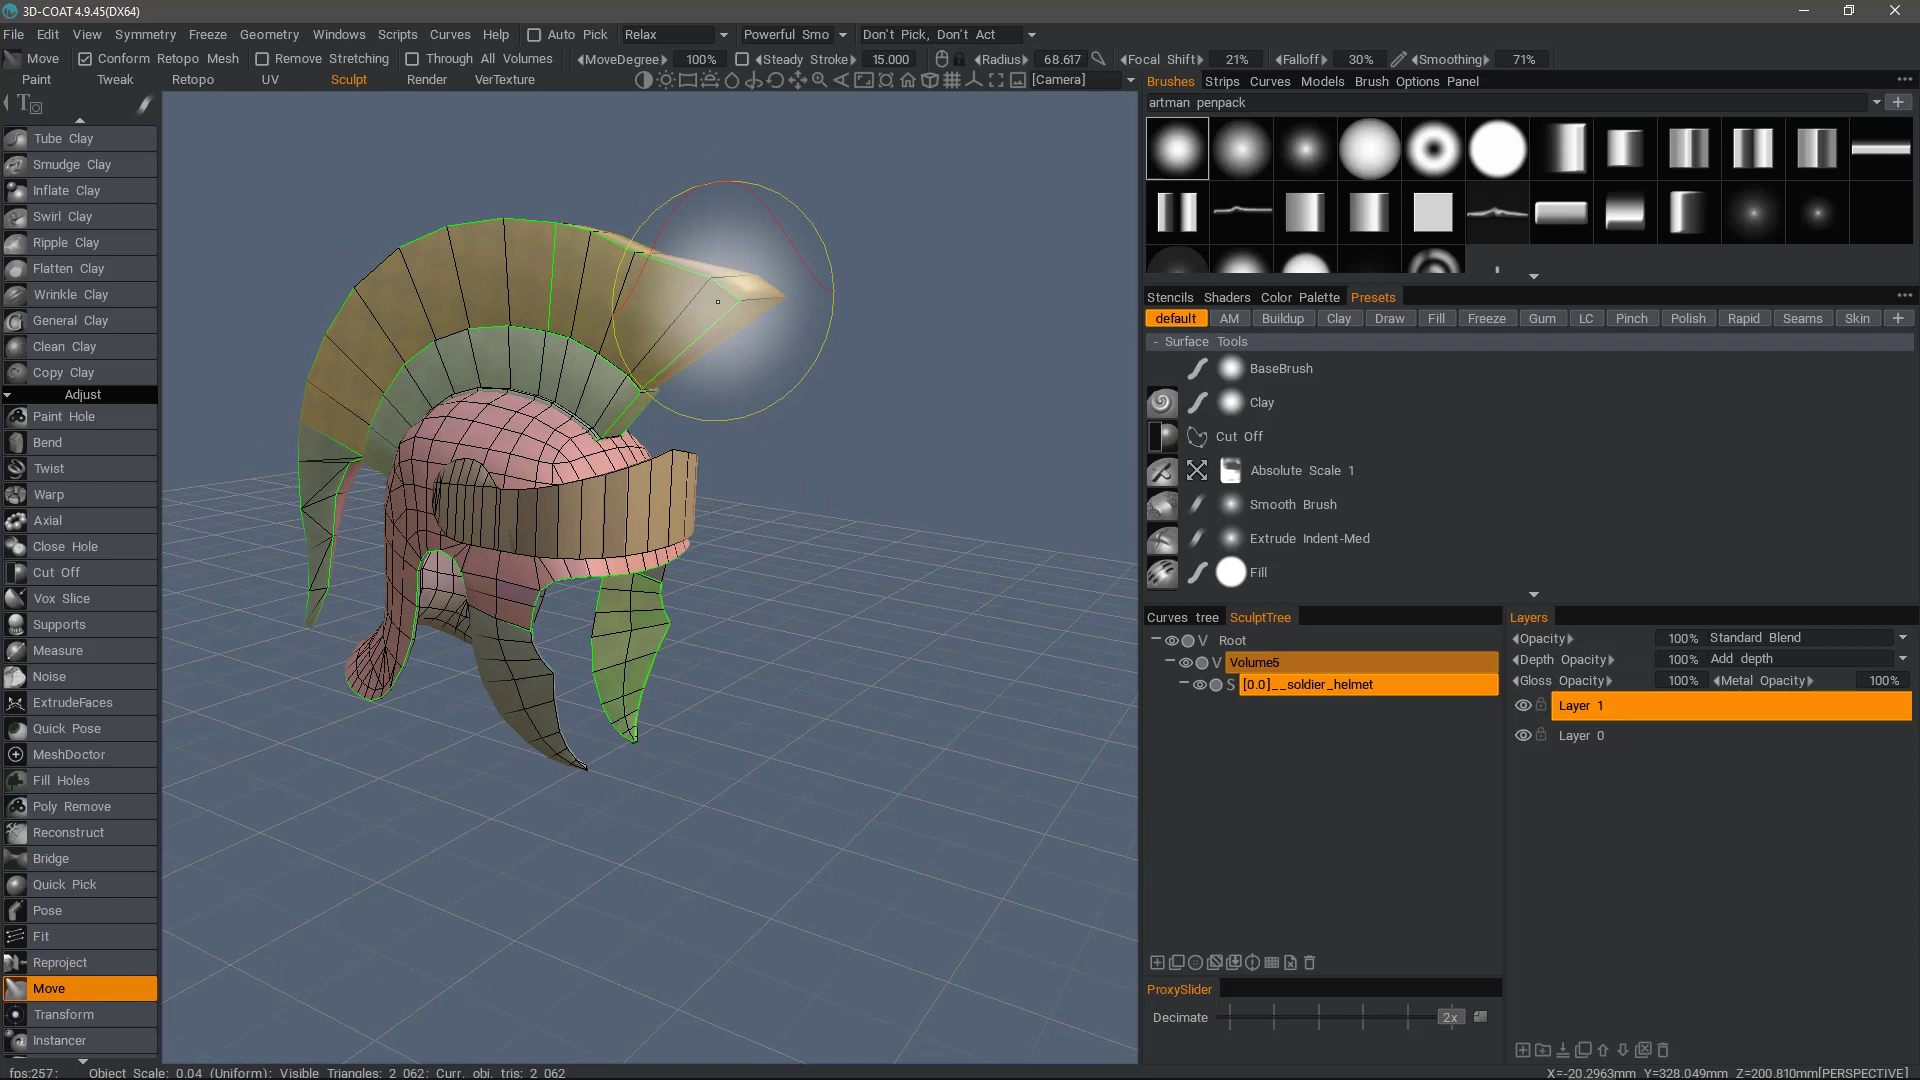 3D-COAT 4.9.45(DX64)
File Edit View Symmetry Freeze Geometry Windows Scripts Curves Help Auto Pick Relax Powerful Smo Don't Pick, Don't Act
Move Conform Retopo Mesh Remove Stretching Through All Volumes MoveDegree 100% Steady Stroke 15.000 Radius 68.617 Focal Shift 21% Falloff 30% Smoothing 71%
Paint Tweak Retopo UV Sculpt Render VerTexture [Camera]
Brushes Strips Curves Models Brush Options Panel
artman penpack
Tube Clay
Smudge Clay
Inflate Clay
Swirl Clay
Ripple Clay
Flatten Clay
Wrinkle Clay
General Clay
Clean Clay
Copy Clay
Adjust
Paint Hole
Bend
Twist
Warp
Axial
Close Hole
Cut Off
Vox Slice
Supports
Measure
Noise
ExtrudeFaces
Quick Pose
MeshDoctor
Fill Holes
Poly Remove
Reconstruct
Bridge
Quick Pick
Pose
Fit
Reproject
Move
Transform
Instancer
Stencils Shaders Color Palette Presets
default AM Buildup Clay Draw Fill Freeze Gum LC Pinch Polish Rapid Seams Skin
- Surface Tools
BaseBrush
Clay
Cut Off
Absolute Scale 1
Smooth Brush
Extrude Indent-Med
Fill
Curves tree SculptTree
V Root
V Volume5
S [0.0]__soldier_helmet
ProxySlider
Decimate 2x
Layers
Opacity 100% Standard Blend
Depth Opacity 100% Add depth
Gloss Opacity 100% Metal Opacity 100%
Layer 1
Layer 0
fps:257; Object Scale: 0.04 (Uniform); Visible Triangles: 2 062; Curr. obj. tris: 2 062
X=-20.2963mm Y=328.049mm Z=200.810mm[PERSPECTIVE]